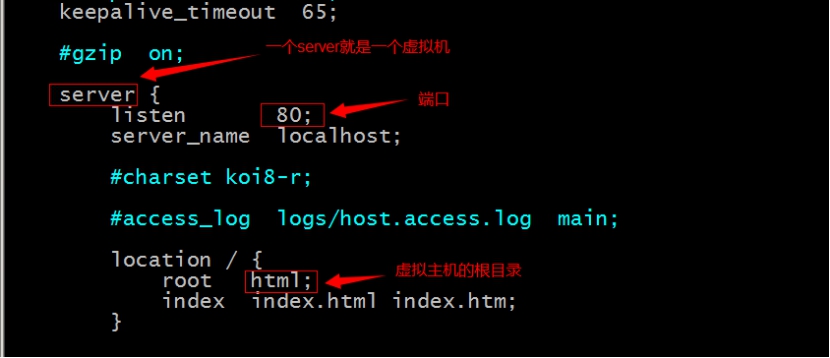 keepalive_timeout  65;
#gzip  on;
一个server就是一个虚拟机
server {
端口
listen       80;
server_name  localhost;
#charset koi8-r;
#access_log  logs/host.access.log  main;
location / {
虚拟主机的根目录
root   html;
index  index.html index.htm;
}